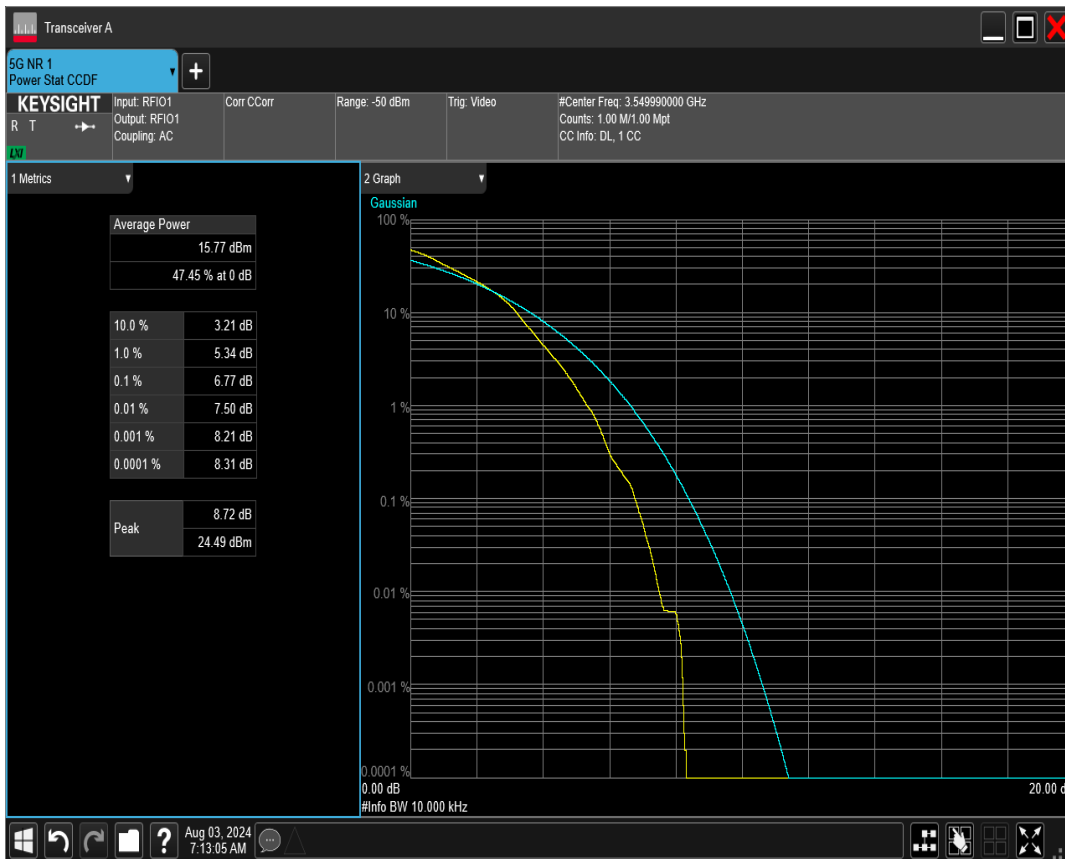 Transceiver A
5G NR 1
Power Stat CCDF
+
KEYSIGHT
R T
LXI
Input: RFIO1
Output: RFIO1
Coupling: AC
Corr CCorr
Range: -50 dBm
Trig: Video
#Center Freq: 3.549990000 GHz
Counts: 1.00 M/1.00 Mpt
CC Info: DL, 1 CC
1 Metrics
Average Power
15.77 dBm
47.45 % at 0 dB
10.0 % 3.21 dB
1.0 % 5.34 dB
0.1 % 6.77 dB
0.01 % 7.50 dB
0.001 % 8.21 dB
0.0001 % 8.31 dB
Peak
8.72 dB
24.49 dBm
2 Graph
Gaussian
100 %
10 %
1 %
0.1 %
0.01 %
0.001 %
0.0001 %
0.00 dB 20.00 d
#Info BW 10.000 kHz
?
Aug 03, 2024
7:13:05 AM